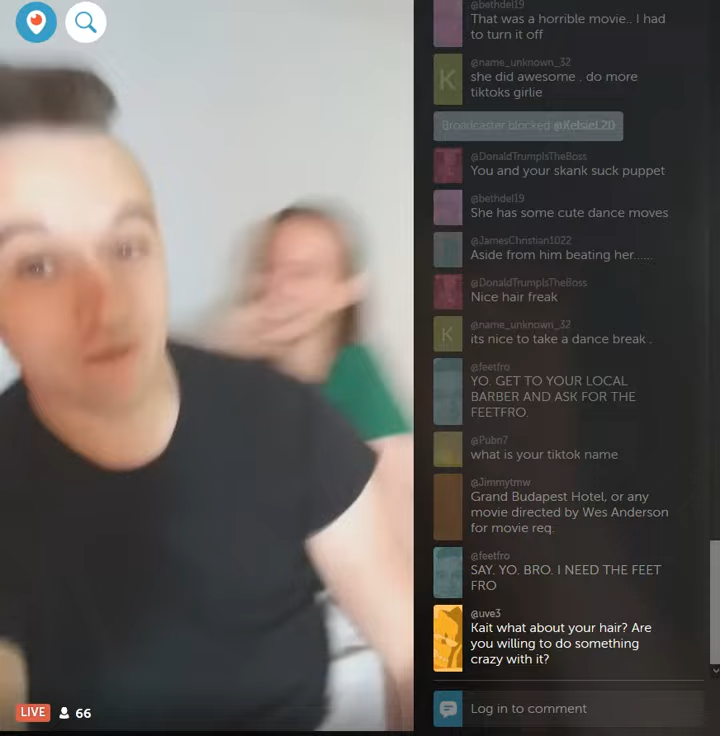 @bethdel19
That was a horrible movie.. I had
to turn it off
@name_unknown_32
K
she did awesome . do more
tiktoks girlie
Broadcaster blocked @KelsieL20
@DonaldTrumpIsTheBoss
You and your skank suck puppet
@bethdel19
She has some cute dance moves
@JamesChristian1022
Aside from him beating her......
@DonaldTrumpIsTheBoss
Nice hair freak
@name_unknown_32
K
its nice to take a dance break .
@feetfro
YO. GET TO YOUR LOCAL
BARBER AND ASK FOR THE
FEETFRO.
@Pubn7
what is your tiktok name
@Jimmytmw
Grand Budapest Hotel, or any
movie directed by Wes Anderson
for movie req.
@feetfro
SAY. YO. BRO. I NEED THE FEET
FRO
@uve3
Kait what about your hair? Are
you willing to do something
crazy with it?
LIVE 66
Log in to comment